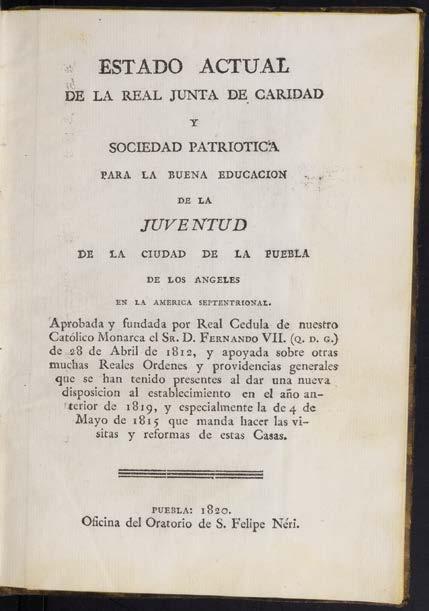 ESTADO ACTUAL
DE LA REAL JUNTA DE CARIDAD
Y
SOCIEDAD PATRIOTICA
PARA LA BUENA EDUCACION
DE LA
JUVENTUD
DE LA CIUDAD DE LA PUEBLA
DE LOS ANGELES
EN LA AMERICA SEPTENTRIONAL.
Aprobada y fundada por Real Cedula de nuestro
Católico Monarca el SR. D. FERNANDO VII. (Q. D. G.)
de 28 de Abril de 1812, y apoyada sobre otras
muchas Reales Ordenes y providencias generales
que se han tenido presentes al dar una nueva
disposicion al establecimiento en el año an-
terior de 1819, y especialmente la de 4 de
Mayo de 1815 que manda hacer las vi-
sitas y reformas de estas Casas.
PUEBLA: 1820.
Oficina del Oratorio de S. Felipe Néri.